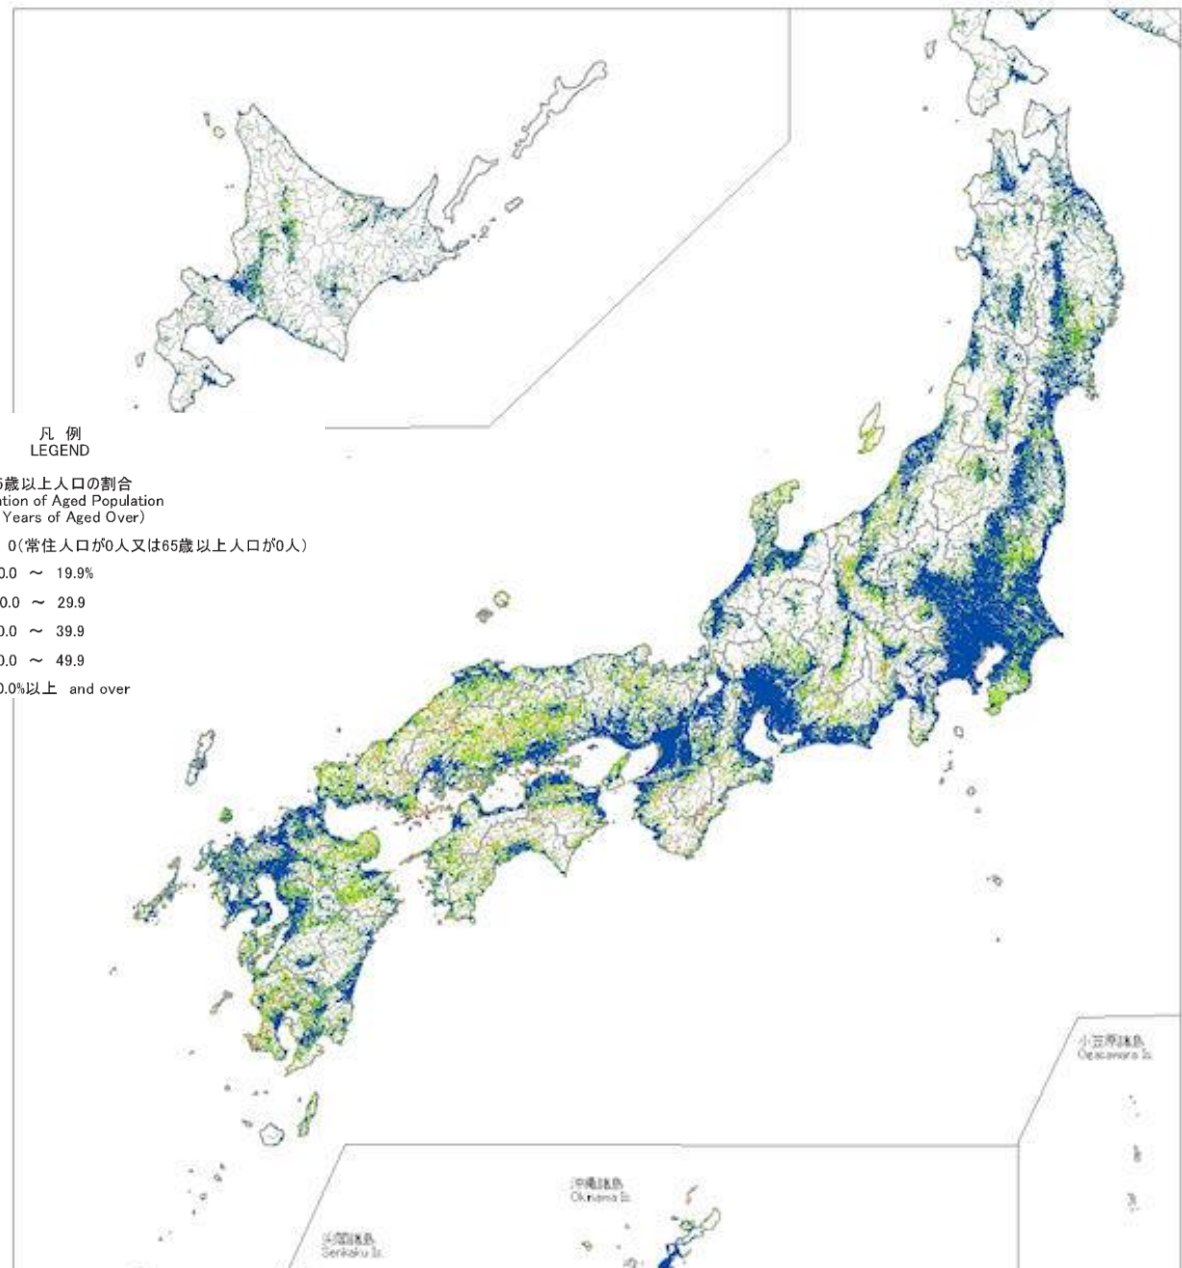 凡 例
LEGEND
歳以上人口の割合
tion of Aged Population
Years of Aged Over)
0(常住人口が0人又は65歳以上人口が0人)
0.0 ～ 19.9%
0.0 ～ 29.9
0.0 ～ 39.9
0.0 ～ 49.9
0.0%以上 and over
小笠原諸島
Ogasawara Is.
沖縄諸島
Okinawa Is.
尖閣諸島
Senkaku Is.